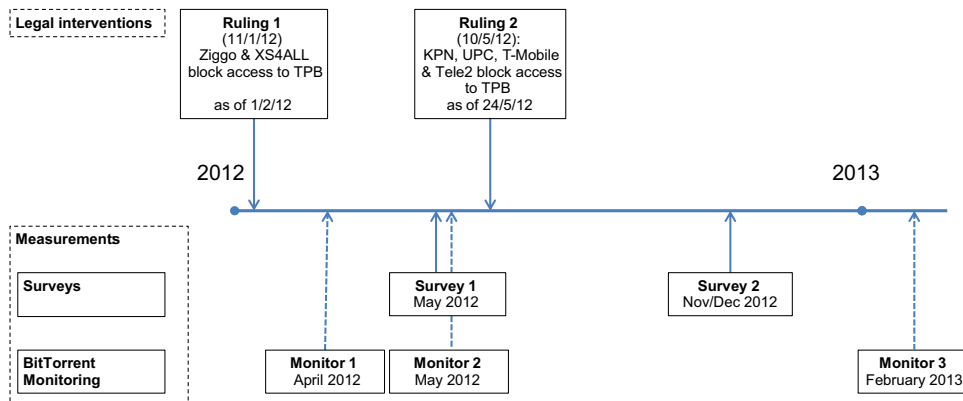 Legal interventions
Ruling 1
(11/1/12)
Ziggo & XS4ALL
block access to TPB
as of 1/2/12
Ruling 2
(10/5/12):
KPN, UPC, T-Mobile
& Tele2 block access
to TPB
as of 24/5/12
2012
2013
Measurements
Surveys
Survey 1
May 2012
Survey 2
Nov/Dec 2012
BitTorrent
Monitoring
Monitor 1
April 2012
Monitor 2
May 2012
Monitor 3
February 2013